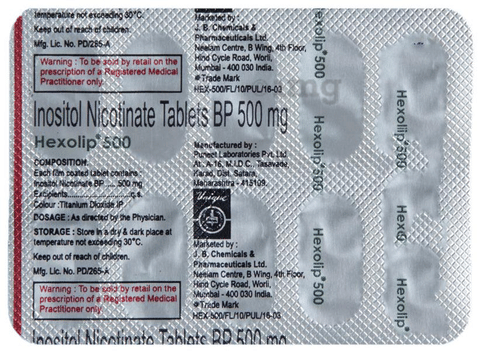 temperature not exceeding 30°C.
Keep out of reach of children.
Mfg. Lic. No. PD/265-A
Warning : To be sold by retail on the
prescription of a Registered Medical
Practitioner only.
Marketed by :
J. B. Chemicals &
Pharmaceuticals Ltd.
Neelam Centre, B Wing, 4th Floor,
Hind Cycle Road, Worli,
Mumbai - 400 030 India.
® Trade Mark
HEX-500/FL/10/PUL/16-03
Inositol Nicotinate Tablets BP 500 mg
Hexolip® 500
COMPOSITION:
Each film coated tablet contains :
Inositol Nicotinate BP ..... 500 mg
Excipients..................q.s.
Colour :Titanium Dioxide IP
DOSAGE : As directed by the Physician.
STORAGE : Store in a dry & dark place at
temperature not exceeding 30°C.
Keep out of reach of children.
Mfg. Lic. No. PD/265-A
Warning : To be sold by retail on the
prescription of a Registered Medical
Practitioner only.
Manufactured by :
Puneet Laboratories Pvt. Ltd.
At. A-16, M.I.D.C., Tasavade,
Karad, Dist. Satara,
Maharashtra - 415109.
Unique
Marketed by :
J. B. Chemicals &
Pharmaceuticals Ltd.
Neelam Centre, B Wing, 4th Floor,
Hind Cycle Road, Worli,
Mumbai - 400 030 India.
® Trade Mark
HEX-500/FL/10/PUL/16-03
Inositol Nicotinate Tablets BP 500 mg
Hexolip® 500
Hexolip® 500
Hexolip® 500
Hexolip®
Hexolip®
Hexo
Hexolip®